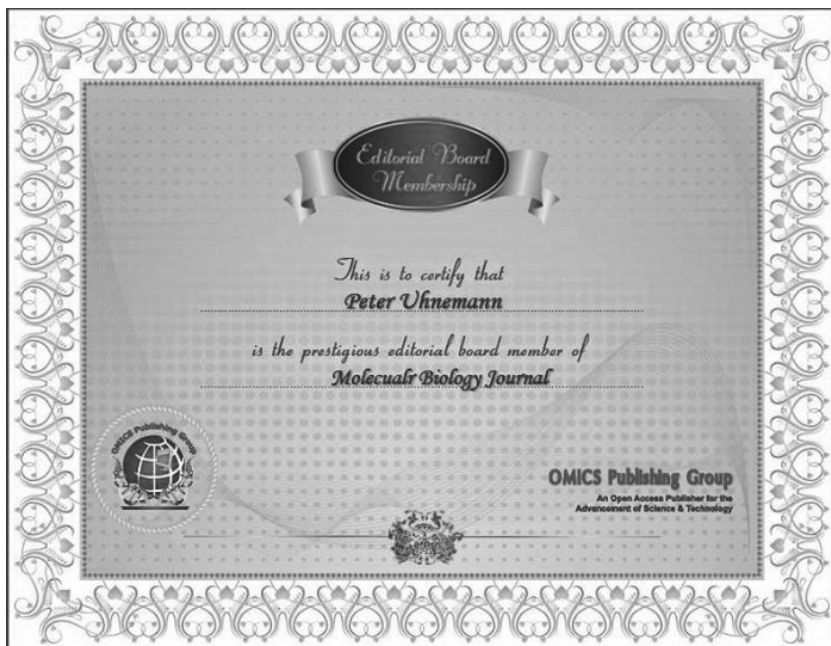 Editorial Board
Membership
This is to certify that
Peter Uhnemann
is the prestigious editorial board member of
Molecualr Biology Journal
OMICS Publishing Group
OMICS Publishing Group
An Open Access Publisher for the
Advancement of Science & Technology